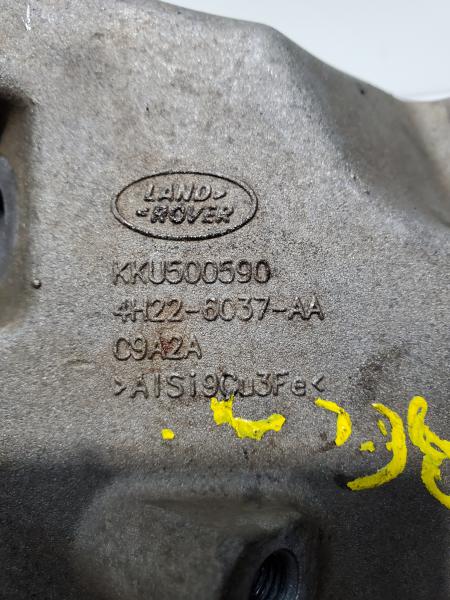 LAND
ROVER
KKU500590
4H22-6037-AA
C9A2A
>AlSi9Cu3Fe<